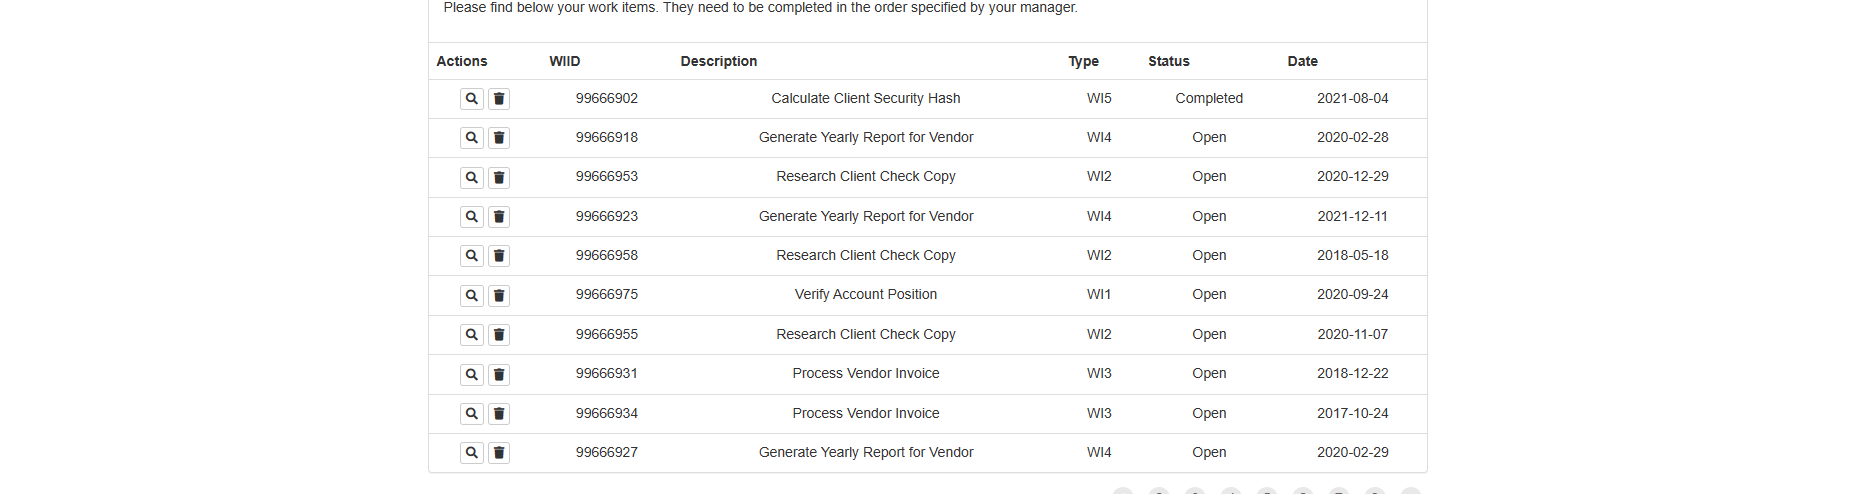 Please find below your work items. They need to be completed in the order specified by your manager.
Actions WIID Description Type Status Date
99666902 Calculate Client Security Hash WI5 Completed 2021-08-04
99666918 Generate Yearly Report for Vendor WI4 Open 2020-02-28
99666953 Research Client Check Copy WI2 Open 2020-12-29
99666923 Generate Yearly Report for Vendor WI4 Open 2021-12-11
99666958 Research Client Check Copy WI2 Open 2018-05-18
99666975 Verify Account Position WI1 Open 2020-09-24
99666955 Research Client Check Copy WI2 Open 2020-11-07
99666931 Process Vendor Invoice WI3 Open 2018-12-22
99666934 Process Vendor Invoice WI3 Open 2017-10-24
99666927 Generate Yearly Report for Vendor WI4 Open 2020-02-29